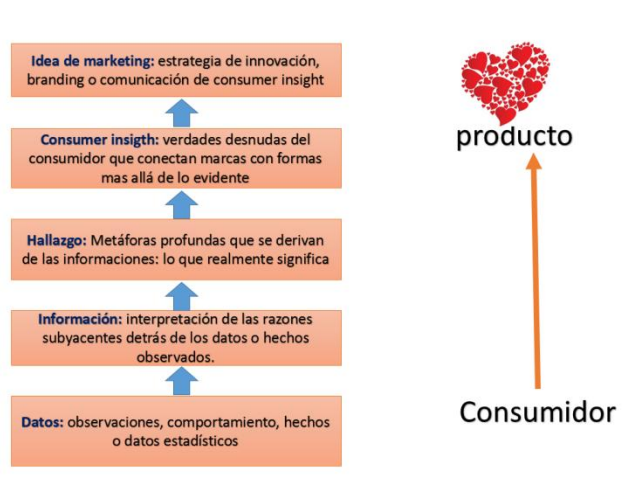 Idea de marketing: estrategia de innovación,
branding o comunicación de consumer insight
Consumer insigth: verdades desnudas del
consumidor que conectan marcas con formas
mas allá de lo evidente
Hallazgo: Metáforas profundas que se derivan
de las informaciones: lo que realmente significa
Información: interpretación de las razones
subyacentes detrás de los datos o hechos
observados.
Datos: observaciones, comportamiento, hechos
o datos estadísticos
producto
Consumidor